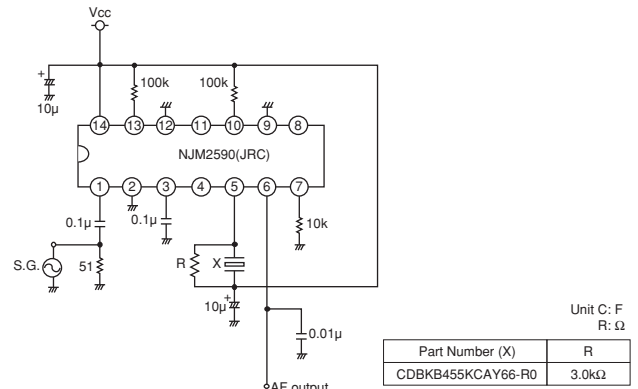 Vcc
+
10μ
100k
100k
14
13
12
11
10
9
8
NJM2590(JRC)
1
2
3
4
5
6
7
0.1μ
0.1μ
10k
S.G.
51
R
X
+
10μ
0.01μ
AF output
Unit C: F
R: Ω
Part Number (X) R
CDBKB455KCAY66-R0 3.0kΩ